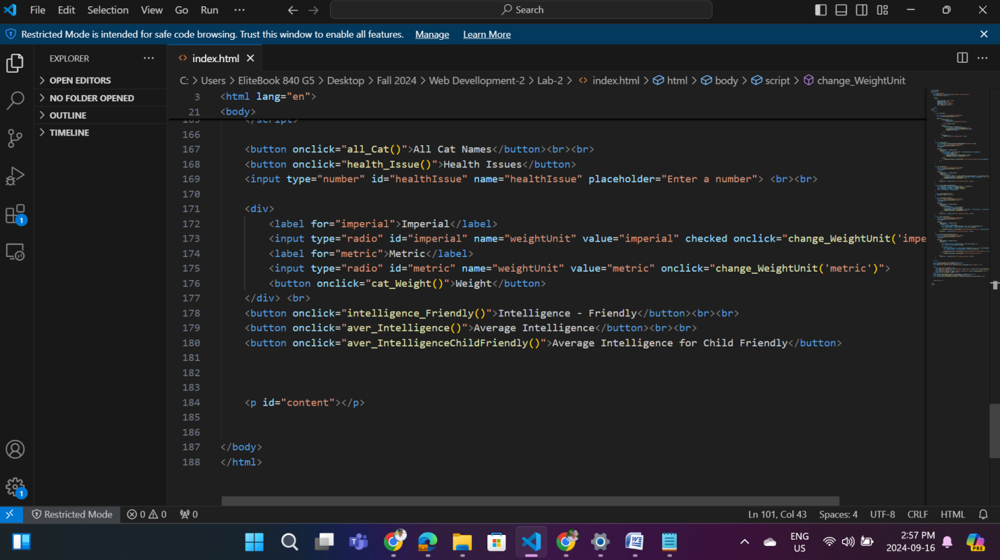 File Edit Selection View Go Run ··· Search
Restricted Mode is intended for safe code browsing. Trust this window to enable all features. Manage Learn More
EXPLORER
OPEN EDITORS
NO FOLDER OPENED
OUTLINE
TIMELINE
1
1
<> index.html
C: > Users > EliteBook 840 G5 > Desktop > Fall 2024 > Web Devellopment-2 > Lab-2 > <> index.html > html > body > script > change_WeightUnit
3 <html lang="en">
21 <body>
165 </script>
166
167 <button onclick="all_Cat()">All Cat Names</button><br><br>
168 <button onclick="health_Issue()">Health Issues</button>
169 <input type="number" id="healthIssue" name="healthIssue" placeholder="Enter a number"> <br><br>
170
171 <div>
172 <label for="imperial">Imperial</label>
173 <input type="radio" id="imperial" name="weightUnit" value="imperial" checked onclick="change_WeightUnit('impe
174 <label for="metric">Metric</label>
175 <input type="radio" id="metric" name="weightUnit" value="metric" onclick="change_WeightUnit('metric')">
176 <button onclick="cat_Weight()">Weight</button>
177 </div> <br>
178 <button onclick="intelligence_Friendly()">Intelligence - Friendly</button><br><br>
179 <button onclick="aver_Intelligence()">Average Intelligence</button><br><br>
180 <button onclick="aver_IntelligenceChildFriendly()">Average Intelligence for Child Friendly</button>
181
182
183
184 <p id="content"></p>
185
186
187 </body>
188 </html>
Restricted Mode 0 0 0 Ln 101, Col 43 Spaces: 4 UTF-8 CRLF HTML
ENG
US
2:57 PM
2024-09-16
PRE